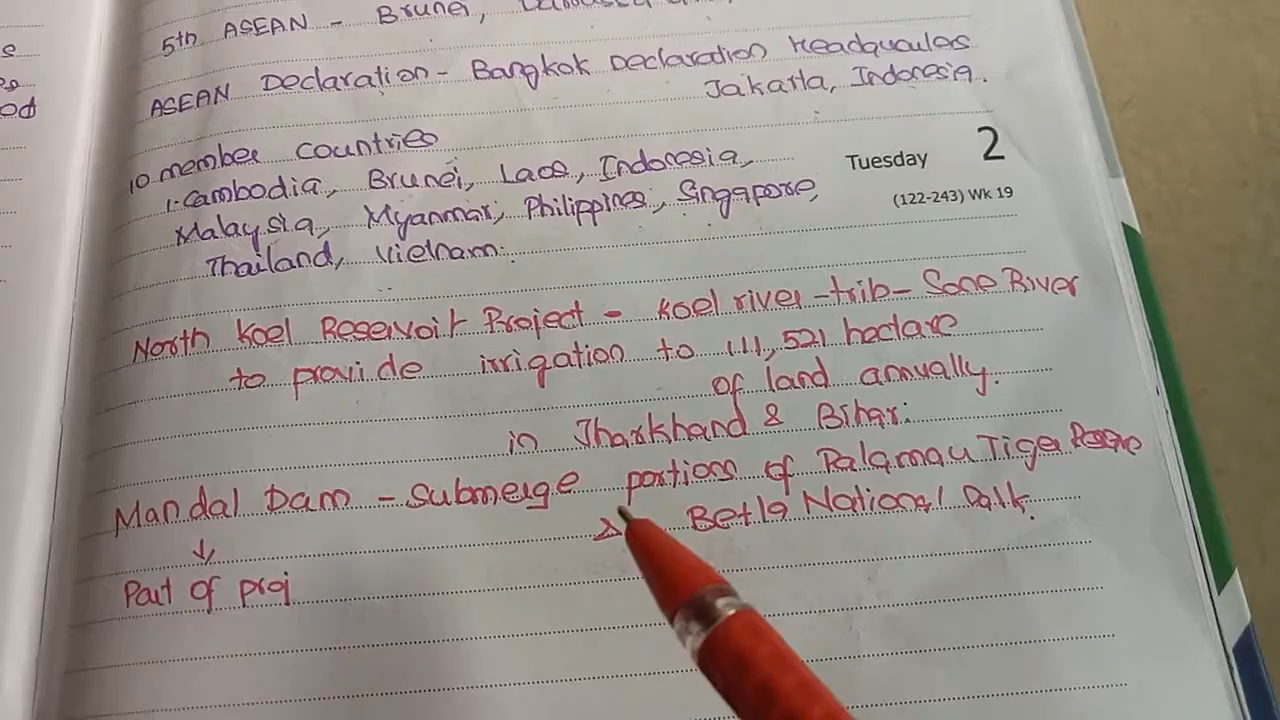 e
es
ed
5th ASEAN - Brunei,
ASEAN Declaration - Bangkok Declaration Headquaters
Jakarta, Indonesia.
Tuesday 2
(122-243) Wk 19
10 member countries
1. Cambodia, Brunei, Laos, Indonesia,
Malaysia, Myanmar, Philippines, Singapore,
Thailand, Vietnam.
North Koel Reservoir Project - Koel river - trib - Sone River
to provide irrigation to 111,521 hectare
of land annually.
in Jharkhand & Bihar.
Mandal Dam - submerge portions of Palamau Tiger
& Betla National Park.
↓
Part of proj